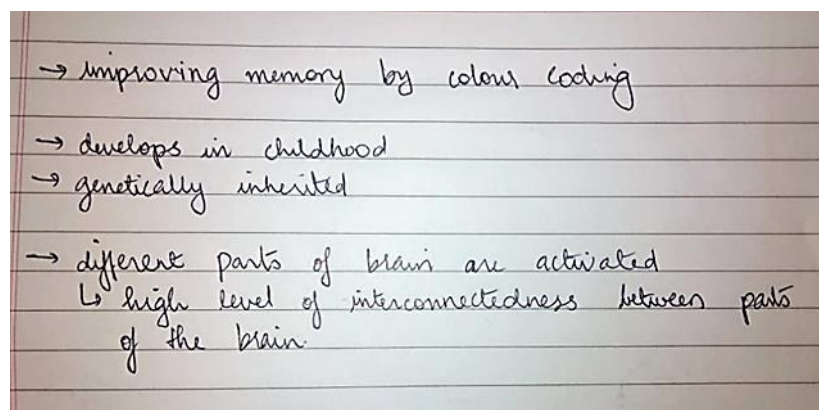 → improving memory by colour coding
→ develops in childhood
→ genetically inherited
→ different parts of brain are activated
↳ high level of interconnectedness between parts
of the brain.